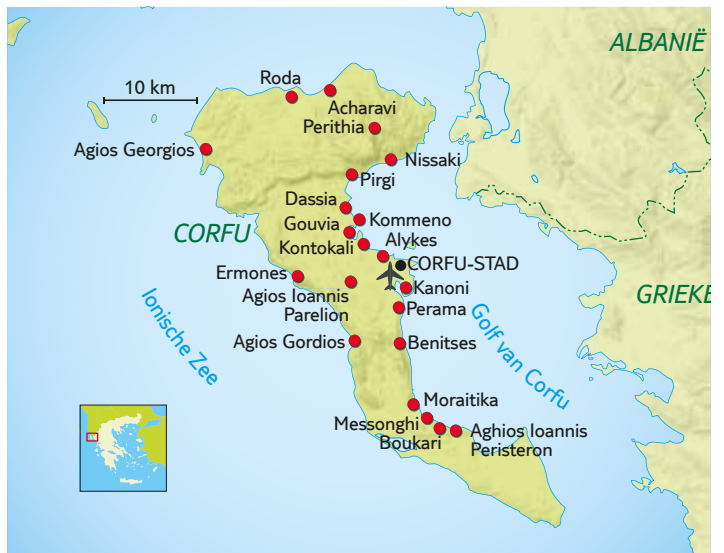 ALBANIË
Roda
10 km
Acharavi
Perithia
Agios Georgios
Nissaki
Pirgi
Dassia
Kommeno
Gouvia
CORFU
Kontokali
Alykes
CORFU-STAD
Ermones
Kanoni
GRIEKE
Agios Ioannis
Parelion
Perama
Ionische Zee
Golf van Corfu
Agios Gordios
Benitses
Moraitika
Messonghi
Boukari
Aghios Ioannis
Peristeron